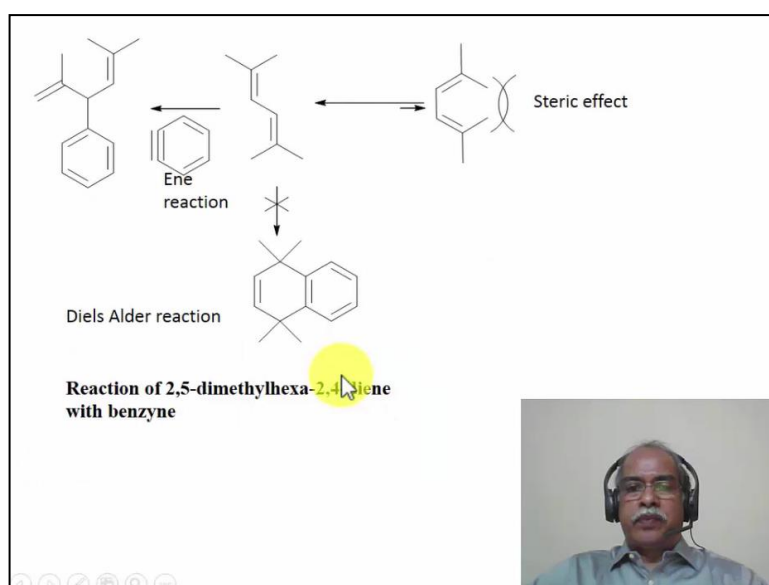 Steric effect
Ene
reaction
Diels Alder reaction
Reaction of 2,5-dimethylhexa-2,4-diene
with benzyne